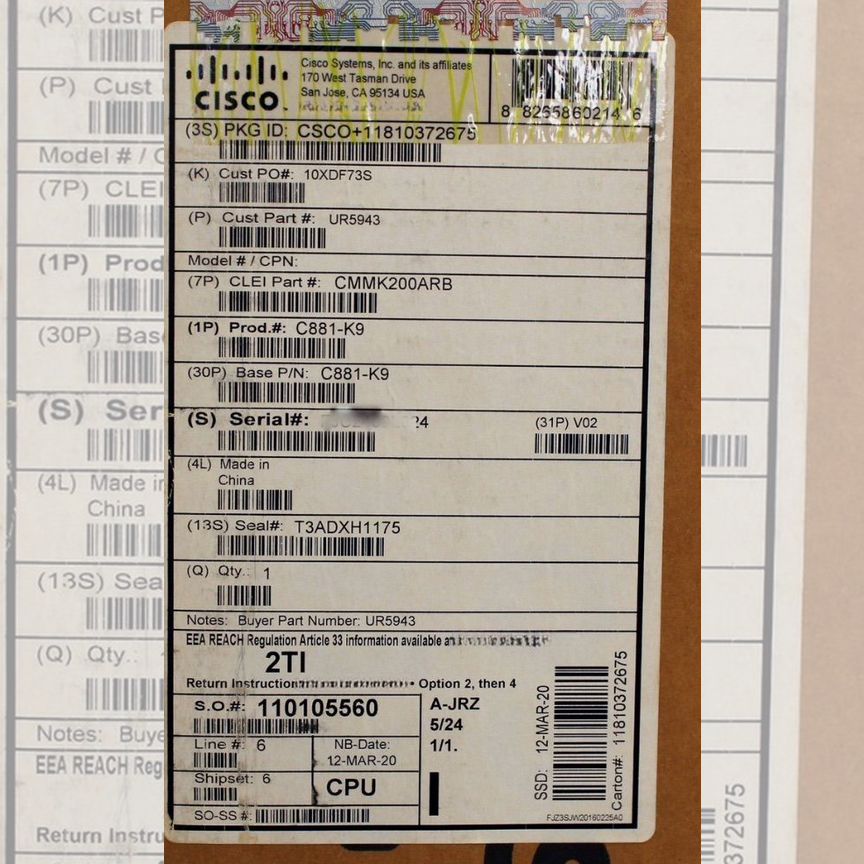 Cisco Systems, Inc. and its affiliates
170 West Tasman Drive
San Jose, CA 95134 USA
CISCO
8 82658 60214 6
(3S) PKG ID: CSCO+11810372675
(K) Cust PO#: 10XDF73S
(P) Cust Part #: UR5943
Model # / CPN:
(7P) CLEI Part #: CMMK200ARB
(1P) Prod.#: C881-K9
(30P) Base P/N: C881-K9
(S) Serial#: 24
(31P) V02
(4L) Made in
China
(13S) Seal#: T3ADXH1175
(Q) Qty.: 1
Notes: Buyer Part Number: UR5943
EEA REACH Regulation Article 33 information available
2TI
Return Instruction Option 2, then 4
S.O.#: 110105560
Line #: 6
NB-Date:
12-MAR-20
Shipset: 6
CPU
SO-SS #:
A-JRZ
5/24
1/1.
SSD: 12-MAR-20
Carton#: 11810372675
FJZ3SJW20160225A0
(K) Cust P
(P) Cust
Model # / C
(7P) CLEI
(1P) Prod
(30P) Bas
(S) Ser
(4L) Made in
China
(13S) Sea
(Q) Qty.:
Notes: Buye
EEA REACH Reg
Return Instru
372675